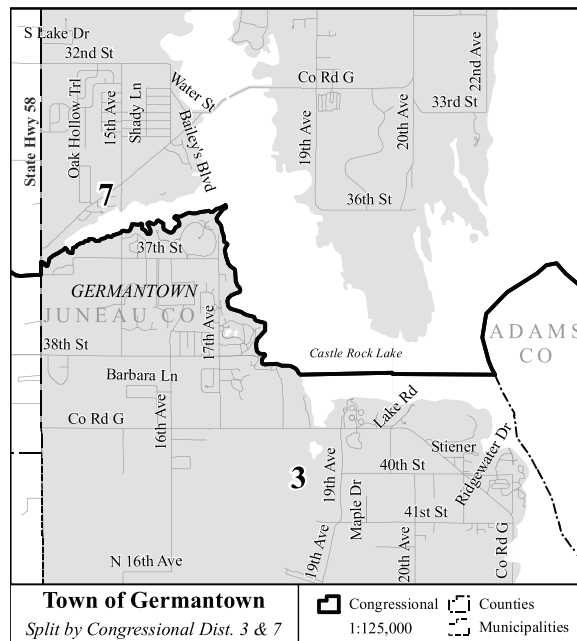 S Lake Dr
32nd St
State Hwy 58
Oak Hollow Trl
15th Ave
Shady Ln
Water St
Bailey's Blvd
Co Rd G
22nd Ave
33rd St
19th Ave
20th Ave
36th St
7
37th St
GERMANTOWN
JUNEAU CO
17th Ave
38th St
Barbara Ln
Castle Rock Lake
ADAMS
CO
16th Ave
Co Rd G
Lake Rd
Stiener
Ridgewater Dr
3
19th Ave
40th St
Maple Dr
41st St
N 16th Ave
19th Ave
20th Ave
Co Rd G
Town of Germantown
Split by Congressional Dist. 3 & 7
Congressional
Counties
1:125,000
Municipalities